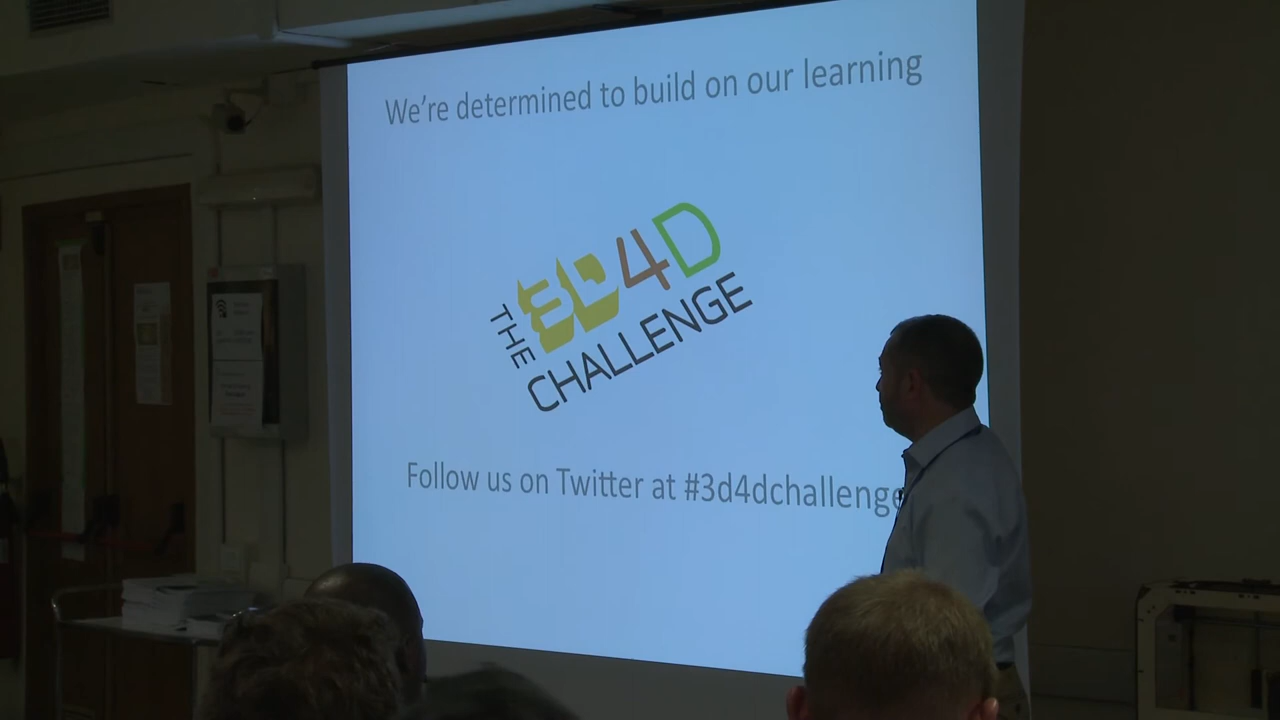 We're determined to build on our learning
THE 3D4D
CHALLENGE
Follow us on Twitter at #3d4dchallenge